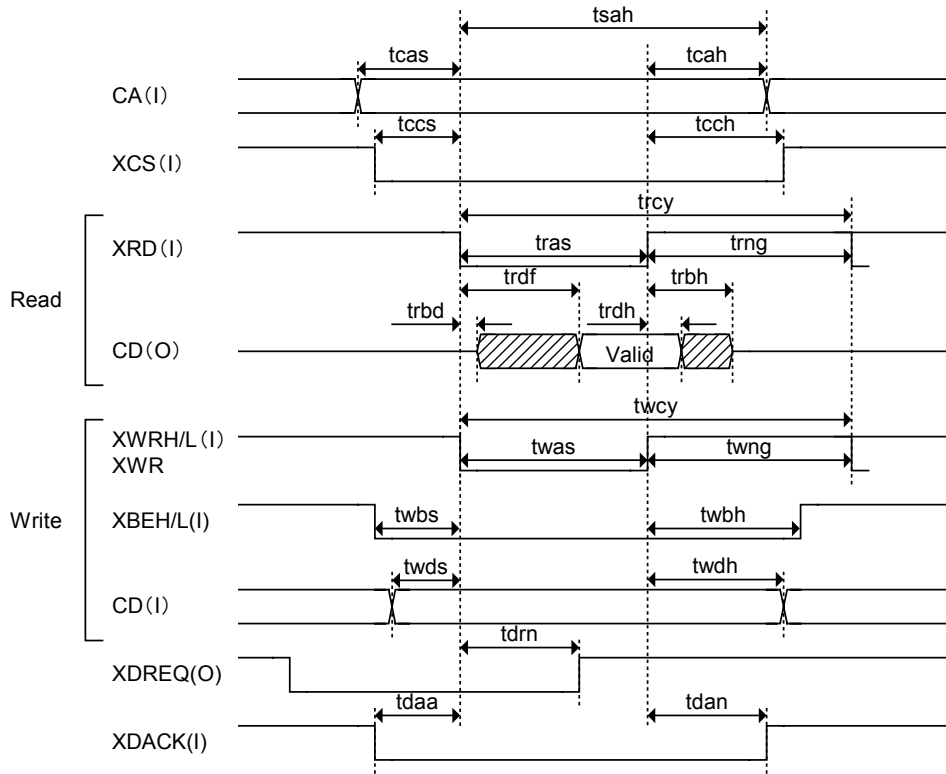 tsah
tcas
tcah
CA(I)
tccs
tcch
XCS(I)
trcy
XRD(I)
tras
trng
trdf
trbh
Read
trbd
trdh
CD(O)
Valid
twcy
XWRH/L(I)
XWR
twas
twng
Write
XBEH/L(I)
twbs
twbh
twds
twdh
CD(I)
tdrn
XDREQ(O)
tdaa
tdan
XDACK(I)